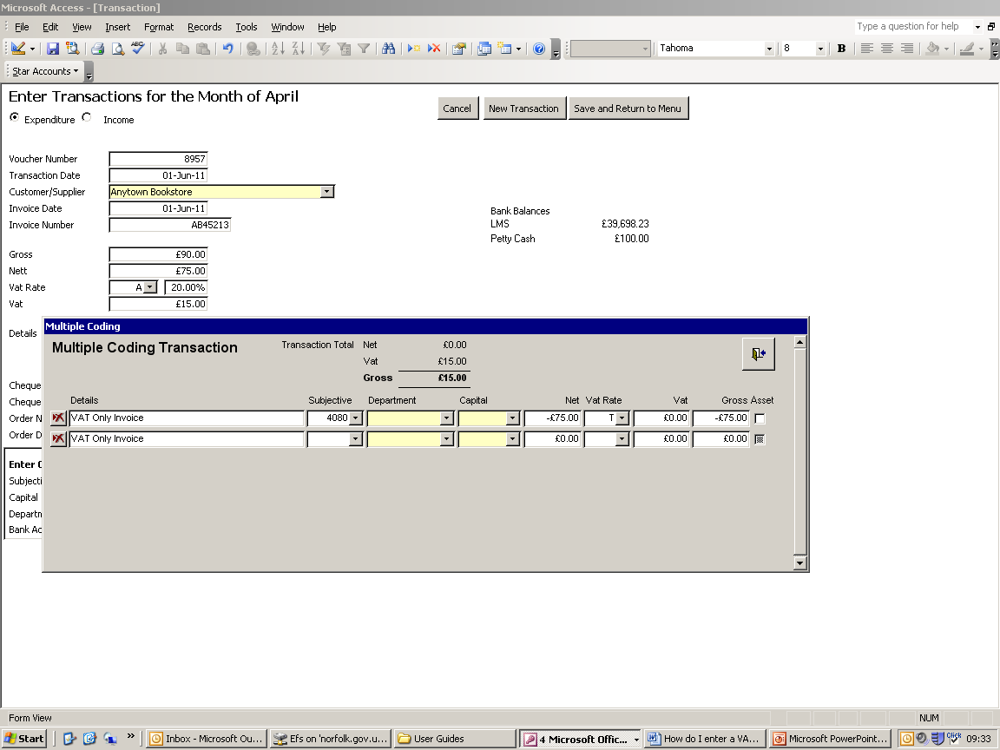 Microsoft Access - [Transaction]
File Edit View Insert Format Records Tools Window Help Type a question for help
Tahoma 8 B
Star Accounts
Enter Transactions for the Month of April
Expenditure Income
Cancel New Transaction Save and Return to Menu
Voucher Number 8957
Transaction Date 01-Jun-11
Customer/Supplier Anytown Bookstore
Invoice Date 01-Jun-11
Invoice Number AB45213
Bank Balances
LMS £39,698.23
Petty Cash £100.00
Gross £90.00
Nett £75.00
Vat Rate A 20.00%
Vat £15.00
Details
Multiple Coding
Multiple Coding Transaction
Transaction Total Net £0.00
Vat £15.00
Gross £15.00
Details Subjective Department Capital Net Vat Rate Vat Gross Asset
VAT Only Invoice 4080 -£75.00 T £0.00 -£75.00
VAT Only Invoice £0.00 £0.00 £0.00
Cheque
Cheque
Order N
Order D
Enter C
Subjecti
Capital
Departm
Bank Ac
Form View NUM
Start Inbox - Microsoft Ou... Efs on 'norfolk.gov.u... User Guides 4 Microsoft Offic... How do I enter a VA... Microsoft PowerPoint... Click 09:33